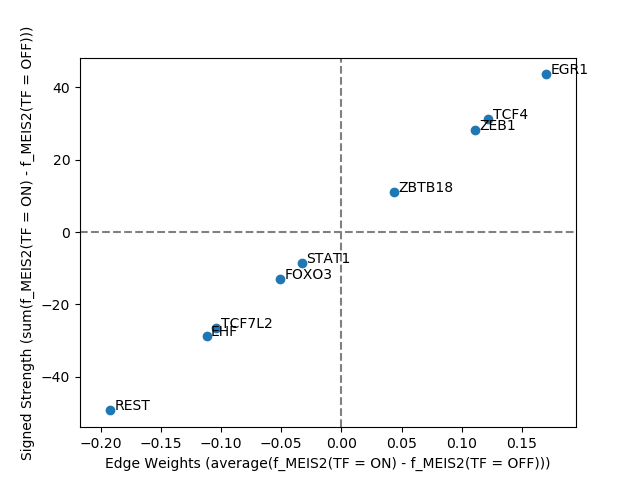 Signed Strength (sum(f_MEIS2(TF = ON) - f_MEIS2(TF = OFF)))
40
20
0
−20
−40
EGR1
TCF4
ZEB1
ZBTB18
STAT1
FOXO3
TCF7L2
EHF
REST
−0.20 −0.15 −0.10 −0.05 0.00 0.05 0.10 0.15
Edge Weights (average(f_MEIS2(TF = ON) - f_MEIS2(TF = OFF)))